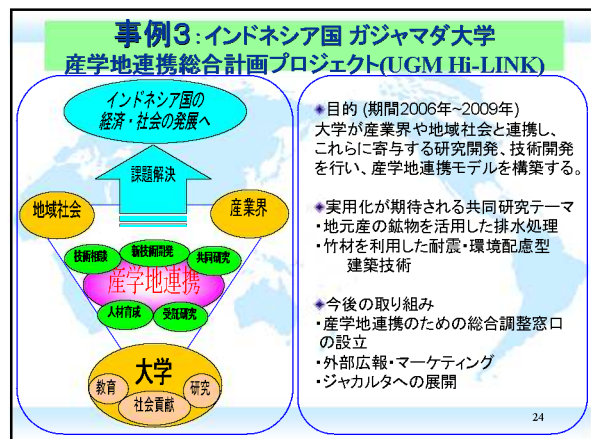 事例3：インドネシア国 ガジャマダ大学
産学地連携総合計画プロジェクト(UGM Hi-LINK)
インドネシア国の
経済・社会の発展へ
課題解決
地域社会
産業界
技術相談
新技術開発
共同研究
産学地連携
人材育成
受託研究
大学
教育
研究
社会貢献
目的 (期間2006年~2009年)
大学が産業界や地域社会と連携し、
これらに寄与する研究開発、技術開発
を行い、産学地連携モデルを構築する。
実用化が期待される共同研究テーマ
・地元産の鉱物を活用した排水処理
・竹材を利用した耐震・環境配慮型
建築技術
今後の取り組み
・産学地連携のための総合調整窓口
の設立
・外部広報・マーケティング
・ジャカルタへの展開
24